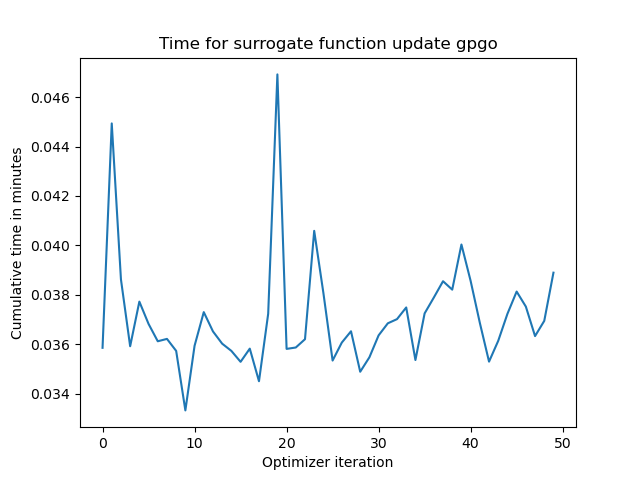 Time for surrogate function update gpgo
Cumulative time in minutes
0.046
0.044
0.042
0.040
0.038
0.036
0.034
0 10 20 30 40 50
Optimizer iteration